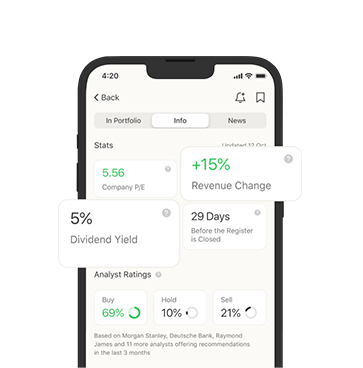 4:20
Back
In Portfolio Info News
Stats Updated 12 Oct
5.56
Company P/E
+15%
Revenue Change
5%
Dividend Yield
29 Days
Before the Register
is Closed
Analyst Ratings
Buy Hold Sell
69% 10% 21%
Based on Morgan Stanley, Deutsche Bank, Raymond
James and 11 more analysts offering recommendations
in the last 3 months